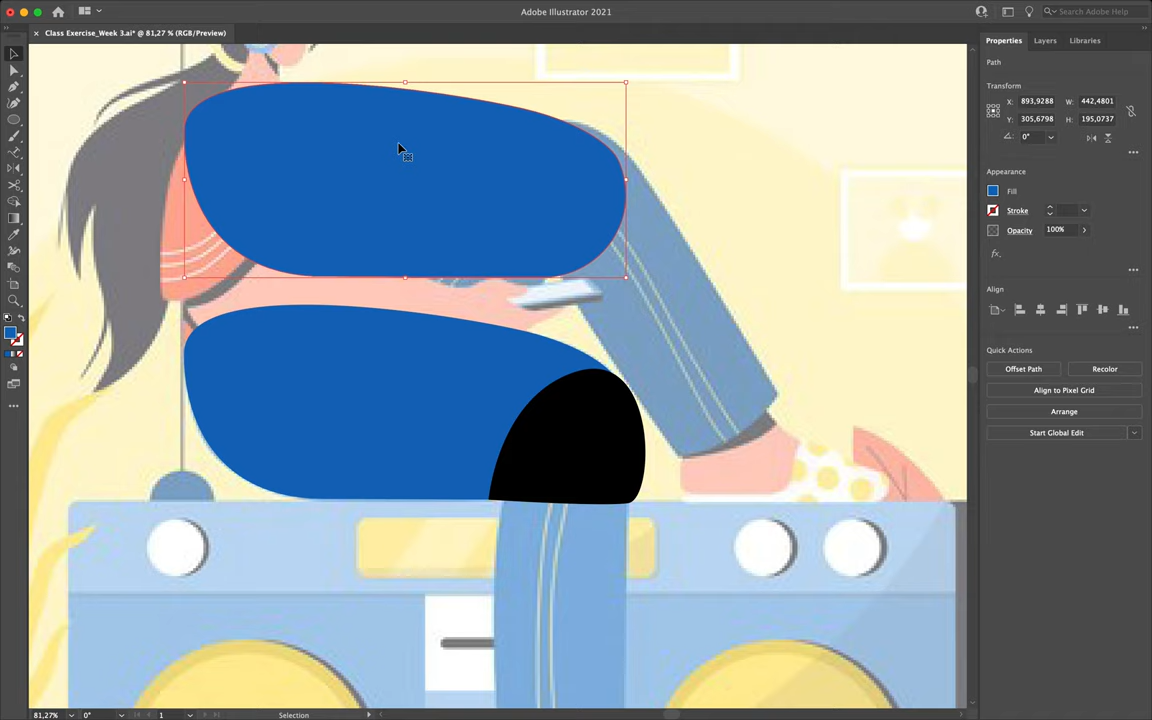 Adobe Illustrator 2021
Search Adobe Help
Class Exercise_Week 3.ai* @ 81,27 % (RGB/Preview)
Properties
Layers
Libraries
Path
Transform
X:
893,9288
W:
442,4801
Y:
305,6798
H:
195,0737
0°
Appearance
Fill
Stroke
Opacity
100%
fx.
Align
Quick Actions
Offset Path
Recolor
Align to Pixel Grid
Arrange
Start Global Edit
81,27%
0°
1
Selection